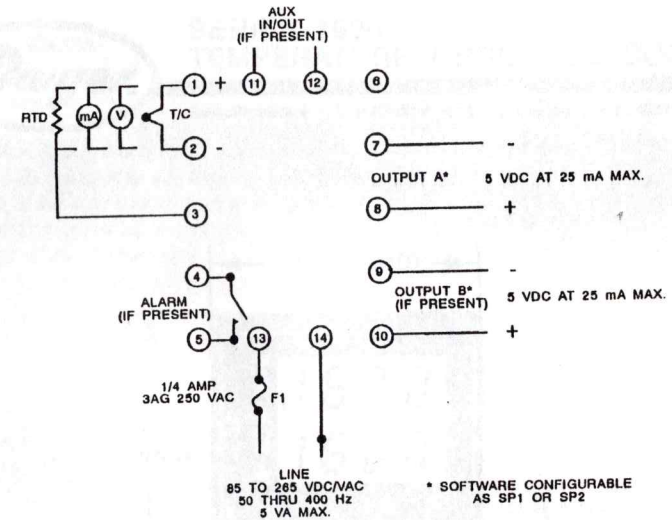 AUX
IN/OUT
(IF PRESENT)
1 + 11 12 6
RTD mA V T/C
2 - 7 -
OUTPUT A* 5 VDC AT 25 mA MAX.
3 8 +
4 9 -
ALARM
(IF PRESENT)
OUTPUT B*
(IF PRESENT) 5 VDC AT 25 mA MAX.
5 13 14 10 +
1/4 AMP
3AG 250 VAC F1
LINE
85 TO 265 VDC/VAC
50 THRU 400 Hz
5 VA MAX.
* SOFTWARE CONFIGURABLE
AS SP1 OR SP2